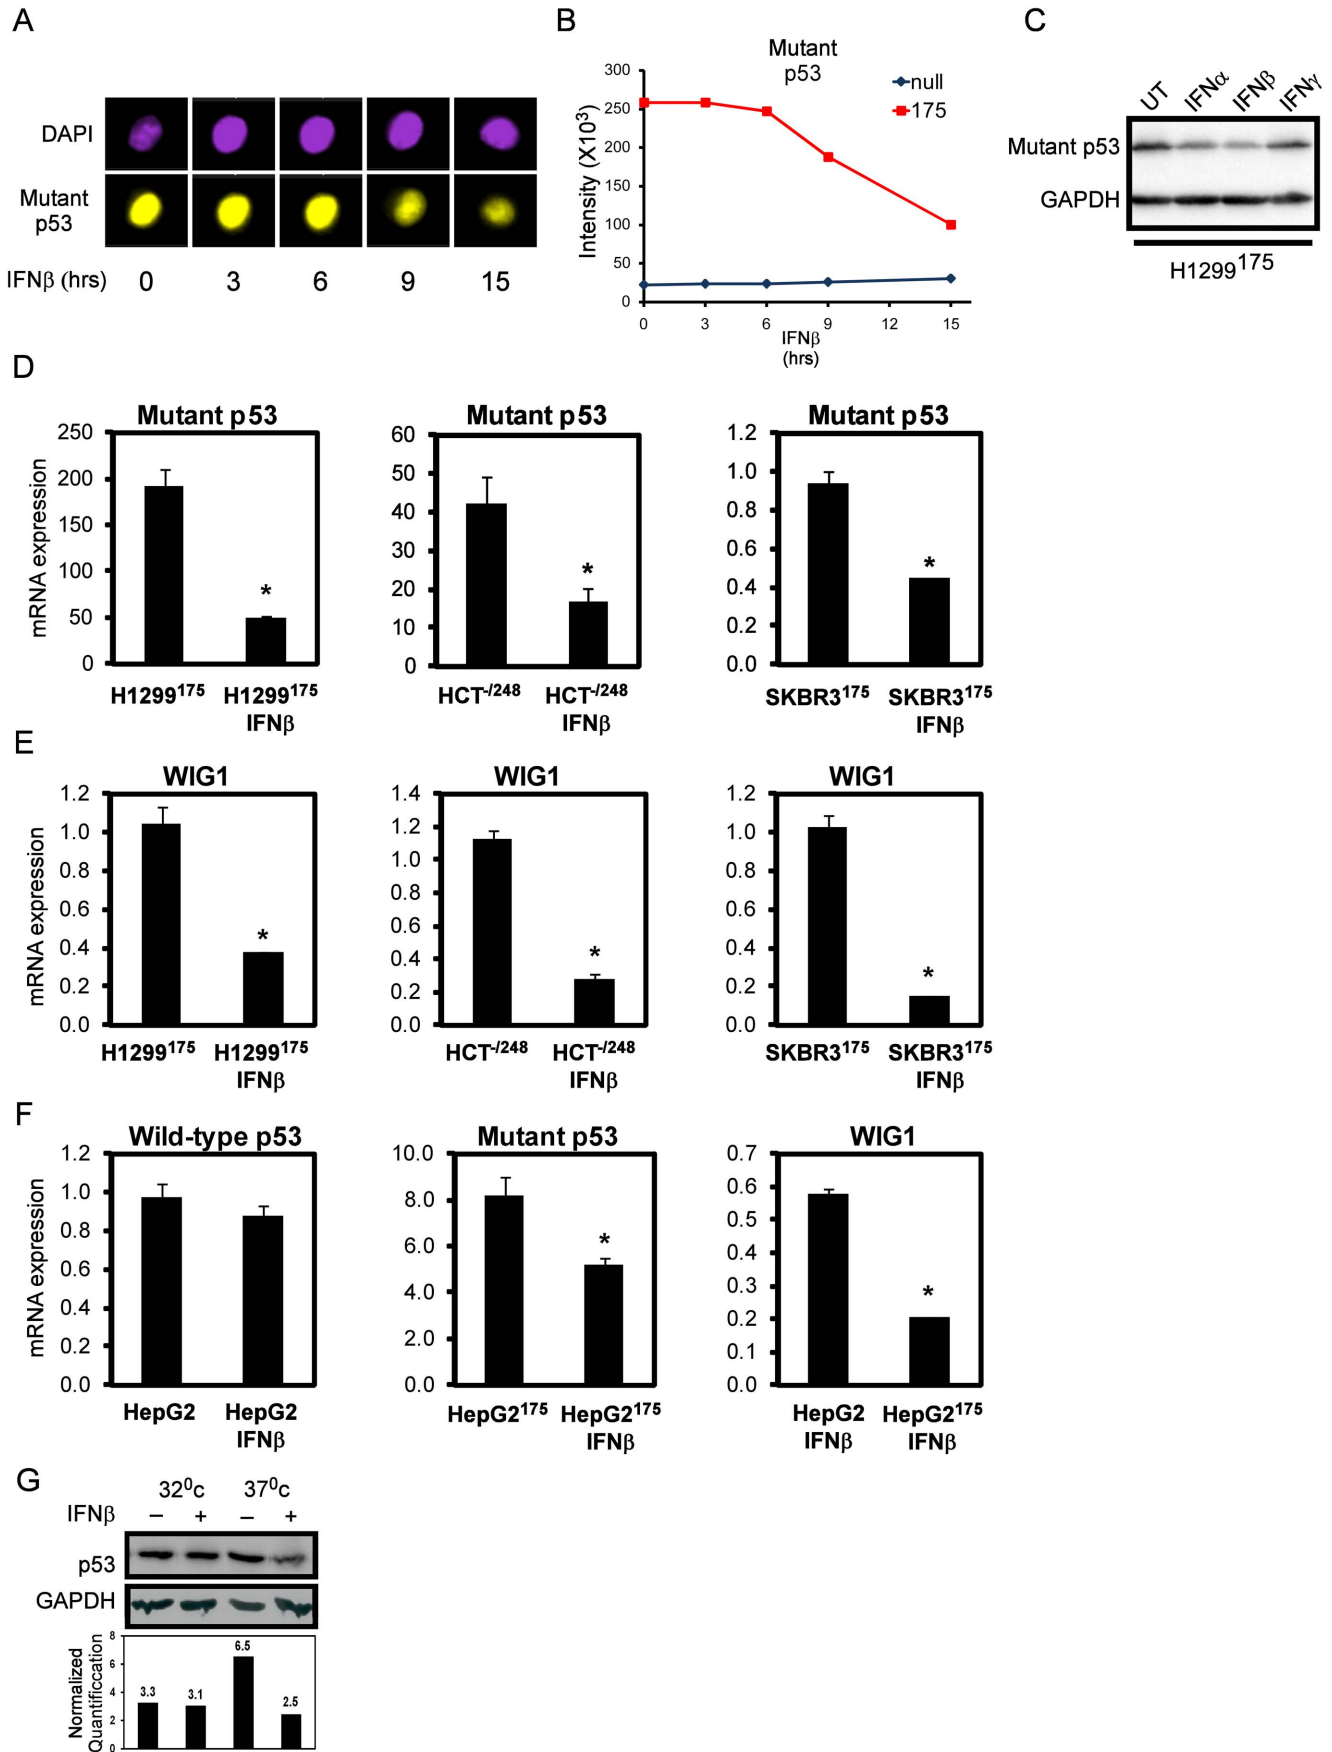 A
DAPI
Mutant
p53
IFNβ (hrs) 0 3 6 9 15
B
Mutant
p53
null
175
Intensity (X10³)
300
250
200
150
100
50
0
0 3 6 9 12 15
IFNβ
(hrs)
C
UT IFNα IFNβ IFNγ
Mutant p53
GAPDH
H1299¹⁷⁵
D
Mutant p53
mRNA expression
250
200
150
100
50
0
H1299¹⁷⁵ H1299¹⁷⁵
IFNβ
Mutant p53
60
50
40
30
20
10
0
HCT⁻/²⁴⁸ HCT⁻/²⁴⁸
IFNβ
Mutant p53
1.2
1.0
0.8
0.6
0.4
0.2
0.0
SKBR3¹⁷⁵ SKBR3¹⁷⁵
IFNβ
*
*
*
E
WIG1
mRNA expression
1.2
1.0
0.8
0.6
0.4
0.2
0.0
H1299¹⁷⁵ H1299¹⁷⁵
IFNβ
WIG1
1.4
1.2
1.0
0.8
0.6
0.4
0.2
0.0
HCT⁻/²⁴⁸ HCT⁻/²⁴⁸
IFNβ
WIG1
1.2
1.0
0.8
0.6
0.4
0.2
0.0
SKBR3¹⁷⁵ SKBR3¹⁷⁵
IFNβ
*
*
*
F
Wild-type p53
mRNA expression
1.2
1.0
0.8
0.6
0.4
0.2
0.0
HepG2 HepG2
IFNβ
Mutant p53
10.0
8.0
6.0
4.0
2.0
0.0
HepG2¹⁷⁵ HepG2¹⁷⁵
IFNβ
WIG1
0.7
0.6
0.5
0.4
0.3
0.2
0.1
0.0
HepG2 HepG2¹⁷⁵
IFNβ IFNβ
*
*
G
32⁰c 37⁰c
IFNβ – + – +
p53
GAPDH
Normalized
Quantificcation
8
6
4
2
0
3.3 3.1 6.5 2.5